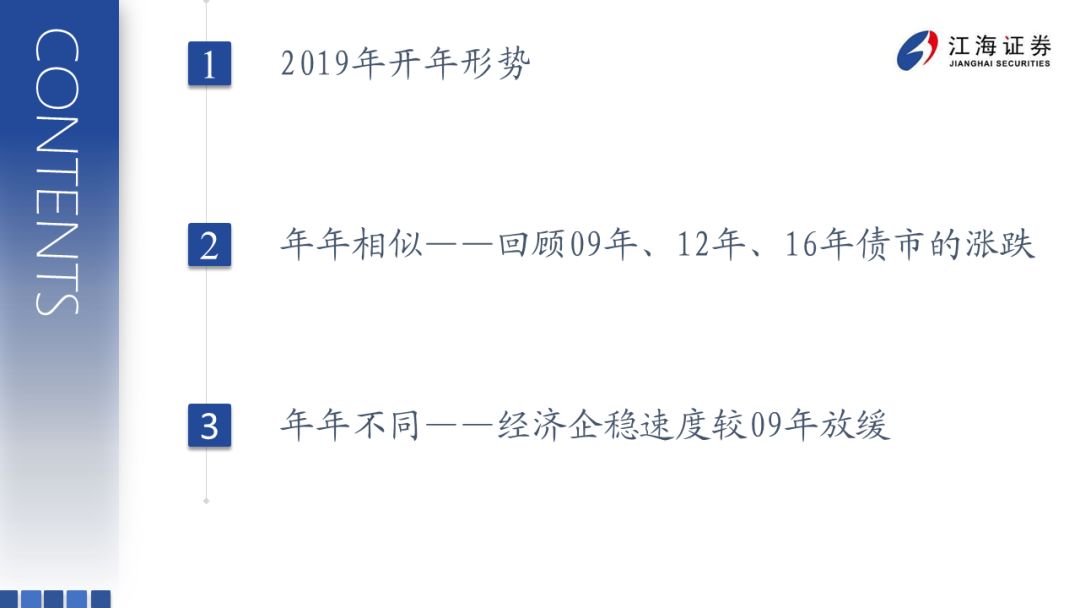 CONTENTS
江海证券
JIANGHAI SECURITIES
1 2019年开年形势
2 年年相似——回顾09年、12年、16年债市的涨跌
3 年年不同——经济企稳速度较09年放缓